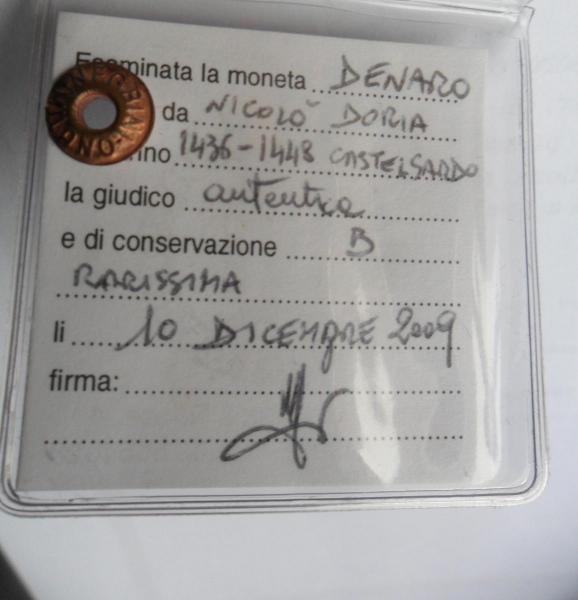 Esaminata la moneta DENARO
da NICOLÒ DORIA
ino 1436-1448 CASTELSARDO
la giudico autentica
e di conservazione B
RARISSIMA
li 10 DICEMBRE 2009
firma: